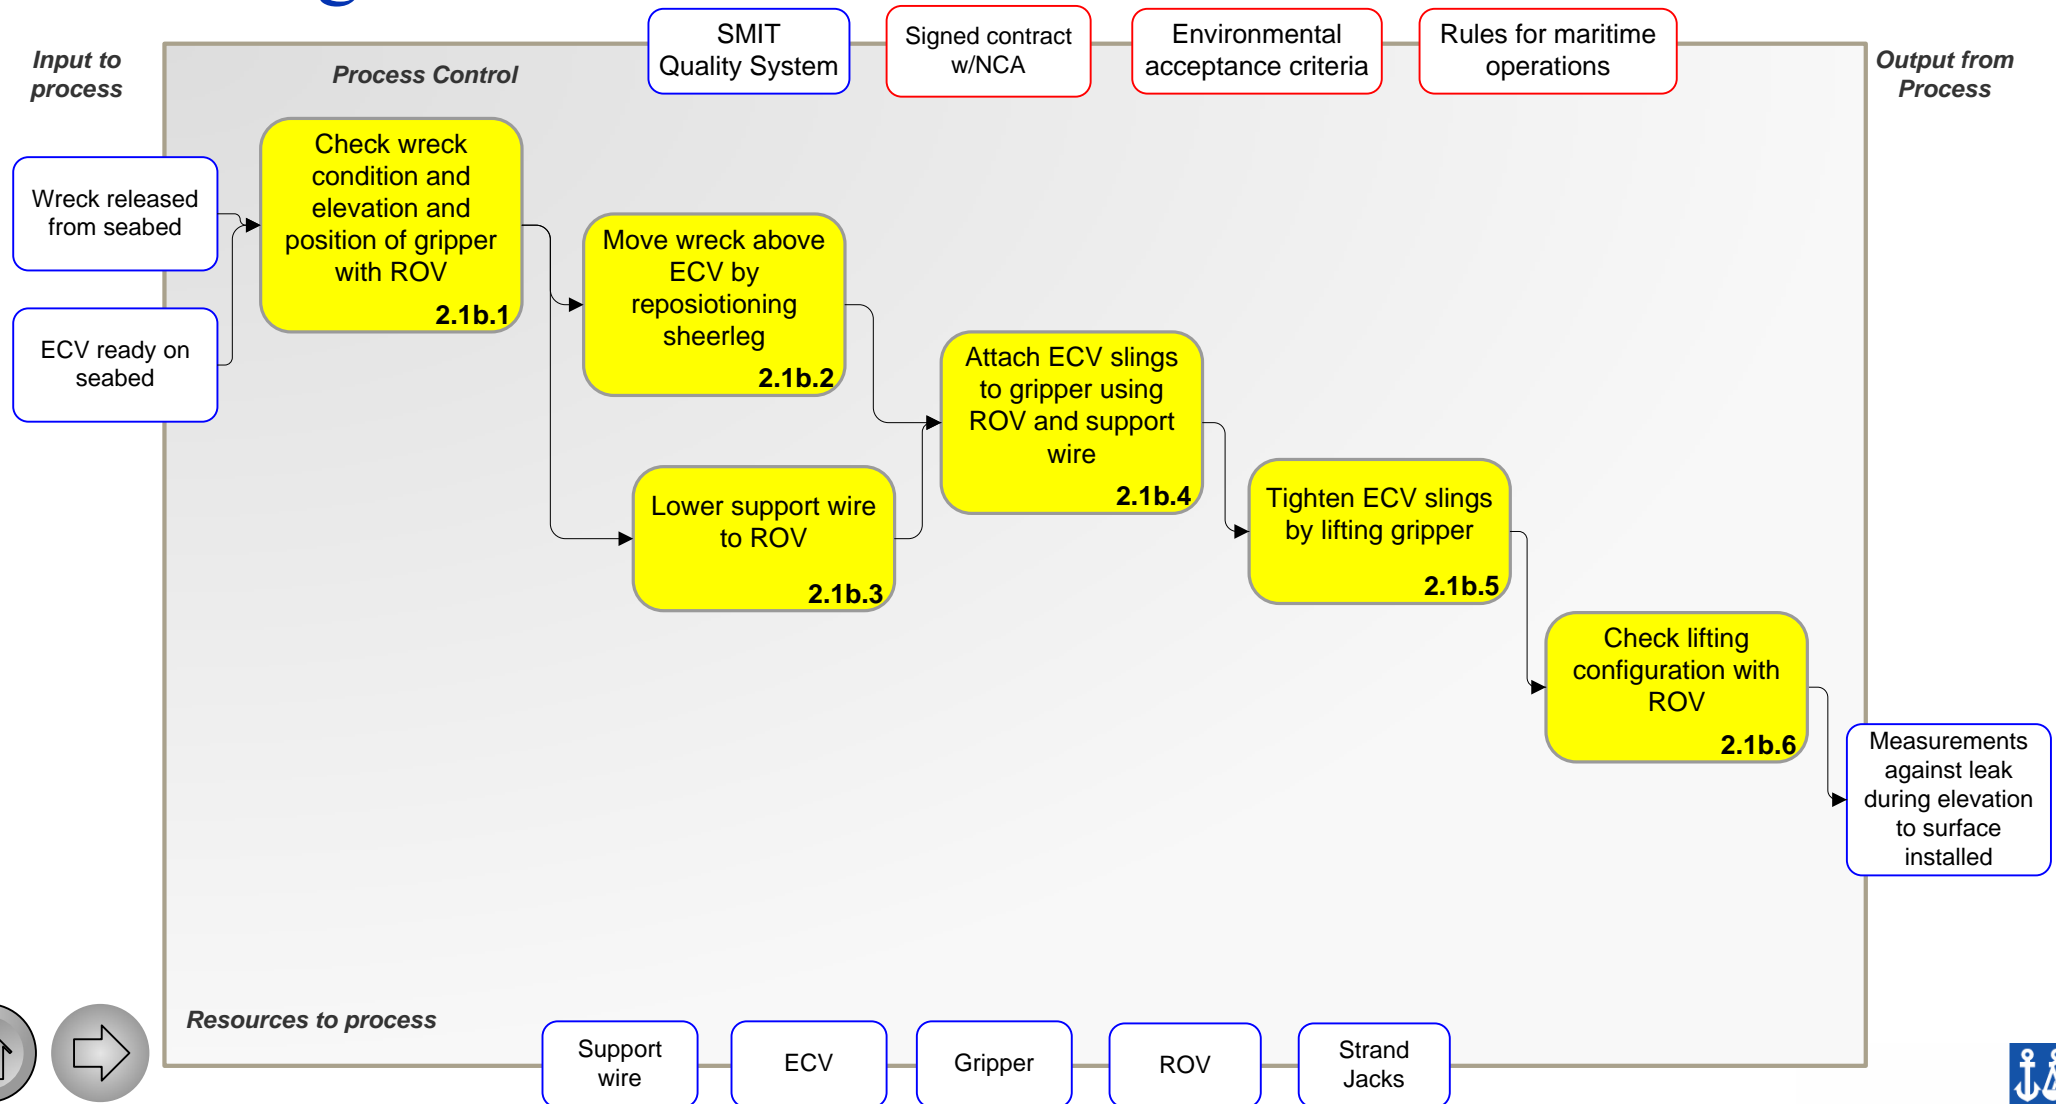 SMIT
Quality System
Signed contract
w/NCA
Environmental
acceptance criteria
Rules for maritime
operations
Input to
process
Process Control
Output from
Process
Wreck released
from seabed
ECV ready on
seabed
Check wreck
condition and
elevation and
position of gripper
with ROV
2.1b.1
Move wreck above
ECV by
reposiotioning
sheerleg
2.1b.2
Lower support wire
to ROV
2.1b.3
Attach ECV slings
to gripper using
ROV and support
wire
2.1b.4
Tighten ECV slings
by lifting gripper
2.1b.5
Check lifting
configuration with
ROV
2.1b.6
Measurements
against leak
during elevation
to surface
installed
Resources to process
Support
wire
ECV
Gripper
ROV
Strand
Jacks